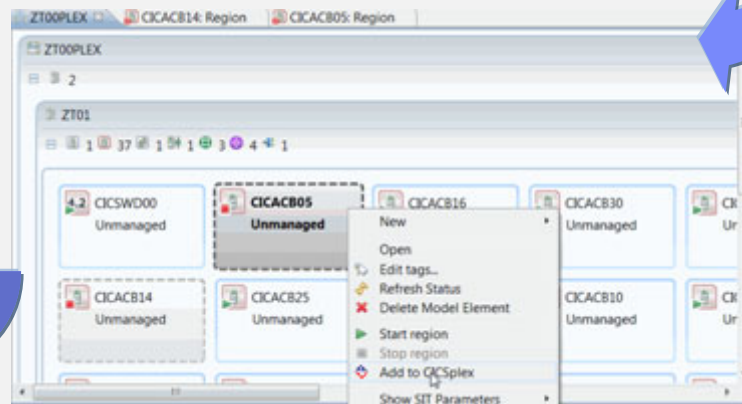 ZT00PLEX CICACB14: Region CICACB05: Region
ZT00PLEX
2
ZT01
1 37 1 1 3 4 1
4.2 CICSWD00 CICACB05 CICACB16 CICACB30
Unmanaged Unmanaged Unmanaged
New
Open
Edit tags...
Refresh Status
Delete Model Element
CICACB14 CICACB25 CICACB10
Unmanaged Unmanaged Unmanaged
Start region
Stop region
Add to CICSplex
Show SIT Parameters